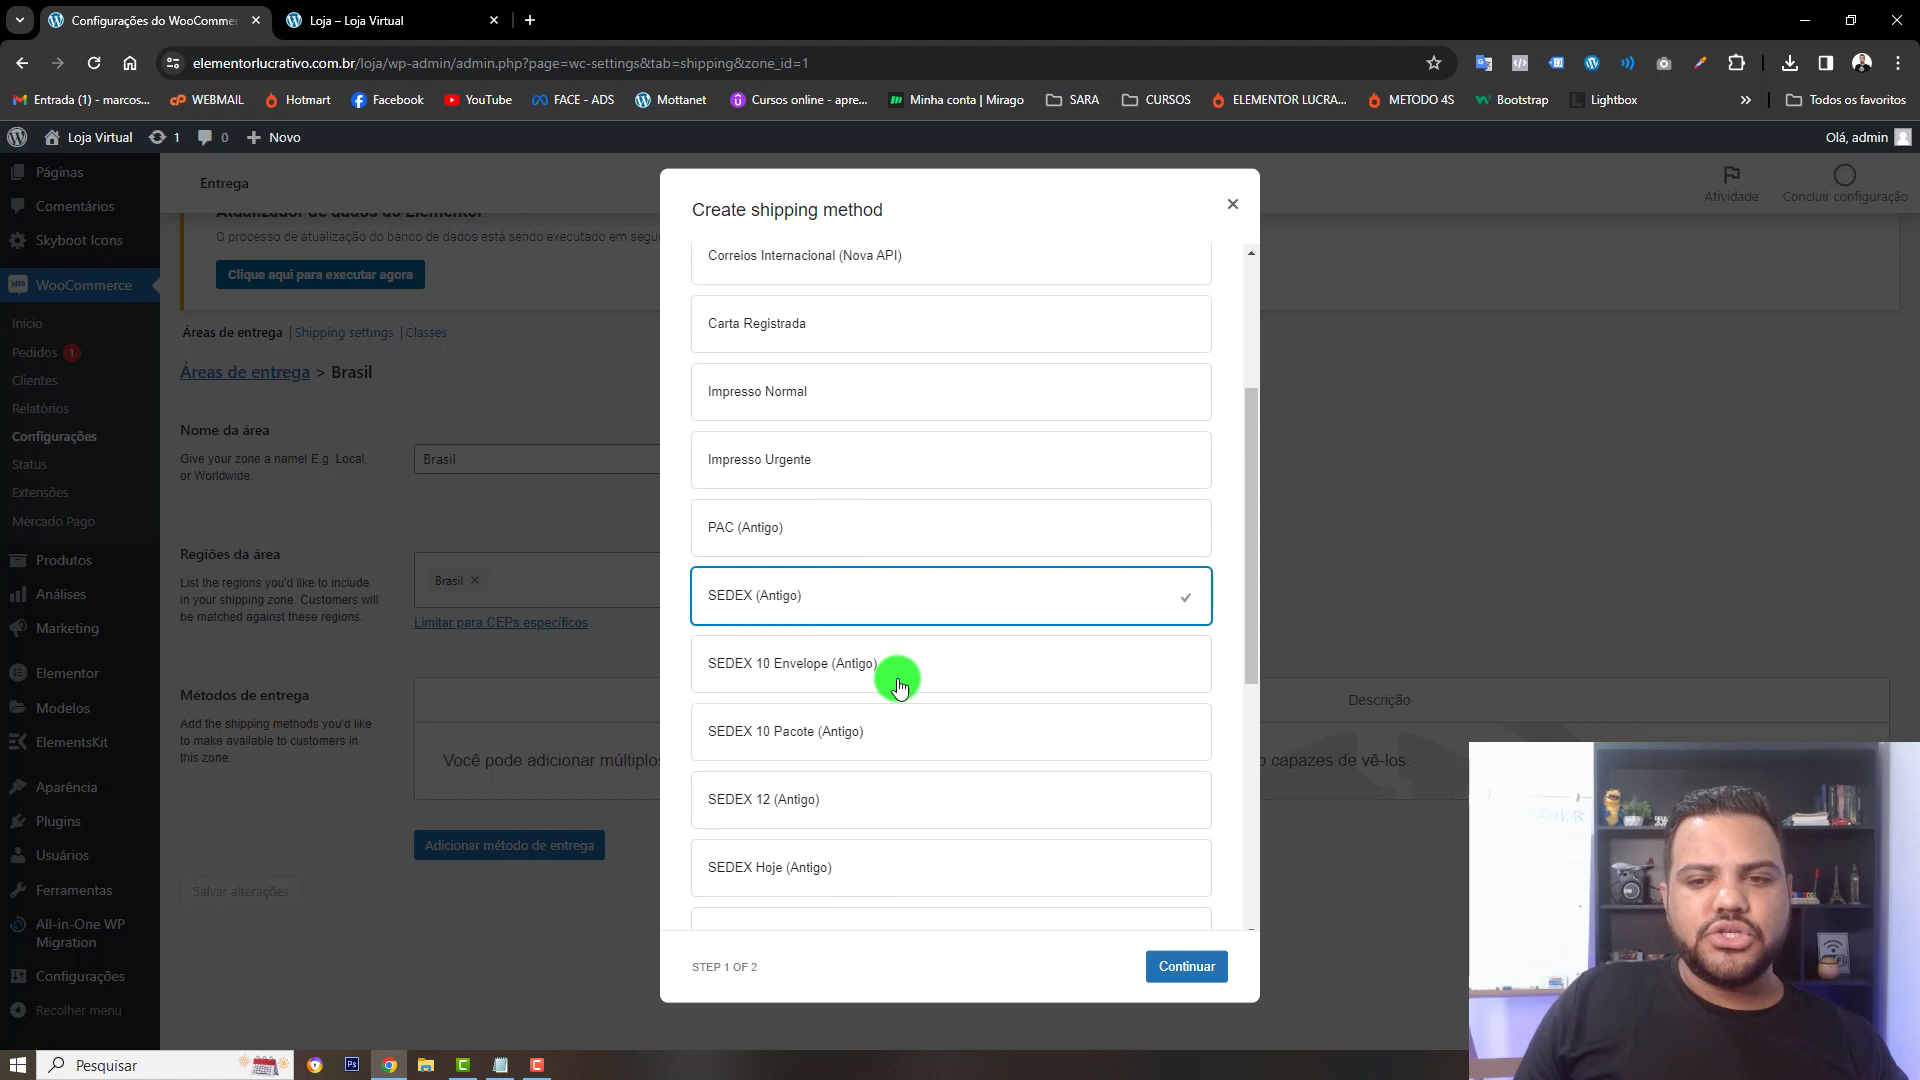 Configurações do WooCommer
Loja – Loja Virtual
elementorlucrativo.com.br/loja/wp-admin/admin.php?page=wc-settings&tab=shipping&zone_id=1
Entrada (1) - marcos...
WEBMAIL
Hotmart
Facebook
YouTube
FACE - ADS
Mottanet
Cursos online - apre...
Minha conta | Mirago
SARA
CURSOS
ELEMENTOR LUCRA...
METODO 4S
Bootstrap
Lightbox
Todos os favoritos
Loja Virtual
1
0
Novo
Olá, admin
Páginas
Comentários
Skyboot Icons
WooCommerce
Início
Pedidos 1
Clientes
Relatórios
Configurações
Status
Extensões
Mercado Pago
Produtos
Análises
Marketing
Elementor
Modelos
ElementsKit
Aparência
Plugins
Usuários
Ferramentas
All-in-One WP
Migration
Configurações
Recolher menu
Entrega
Atividade
Concluir configuração
Atualizador de dados do Elementor
O processo de atualização do banco de dados está sendo executado em segu
Clique aqui para executar agora
Áreas de entrega | Shipping settings | Classes
Áreas de entrega > Brasil
Nome da área
Give your zone a name! E.g. Local,
or Worldwide.
Brasil
Regiões da área
List the regions you'd like to include
in your shipping zone. Customers will
be matched against these regions.
Brasil ×
Limitar para CEPs específicos
Métodos de entrega
Add the shipping methods you'd like
to make available to customers in
this zone.
Descrição
Você pode adicionar múltiplos
o capazes de vê-los.
Adicionar método de entrega
Salvar alterações
Create shipping method
Correios Internacional (Nova API)
Carta Registrada
Impresso Normal
Impresso Urgente
PAC (Antigo)
SEDEX (Antigo)
SEDEX 10 Envelope (Antigo)
SEDEX 10 Pacote (Antigo)
SEDEX 12 (Antigo)
SEDEX Hoje (Antigo)
STEP 1 OF 2
Continuar
Pesquisar